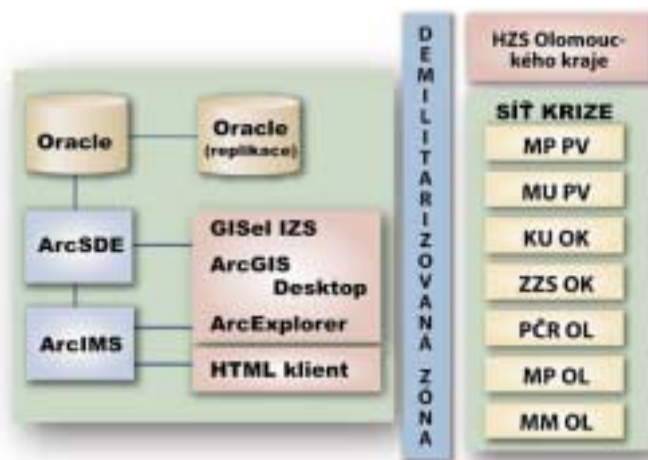 Oracle
Oracle
(replikace)
ArcSDE
GISel IZS
ArcGIS
Desktop
ArcExplorer
ArcIMS
HTML klient
DEMILITARIZOVANA ZÓNA
HZS Olomouc-
kého kraje
SÍŤ KRIZE
MP PV
MU PV
KU OK
ZZS OK
PČR OL
MP OL
MM OL